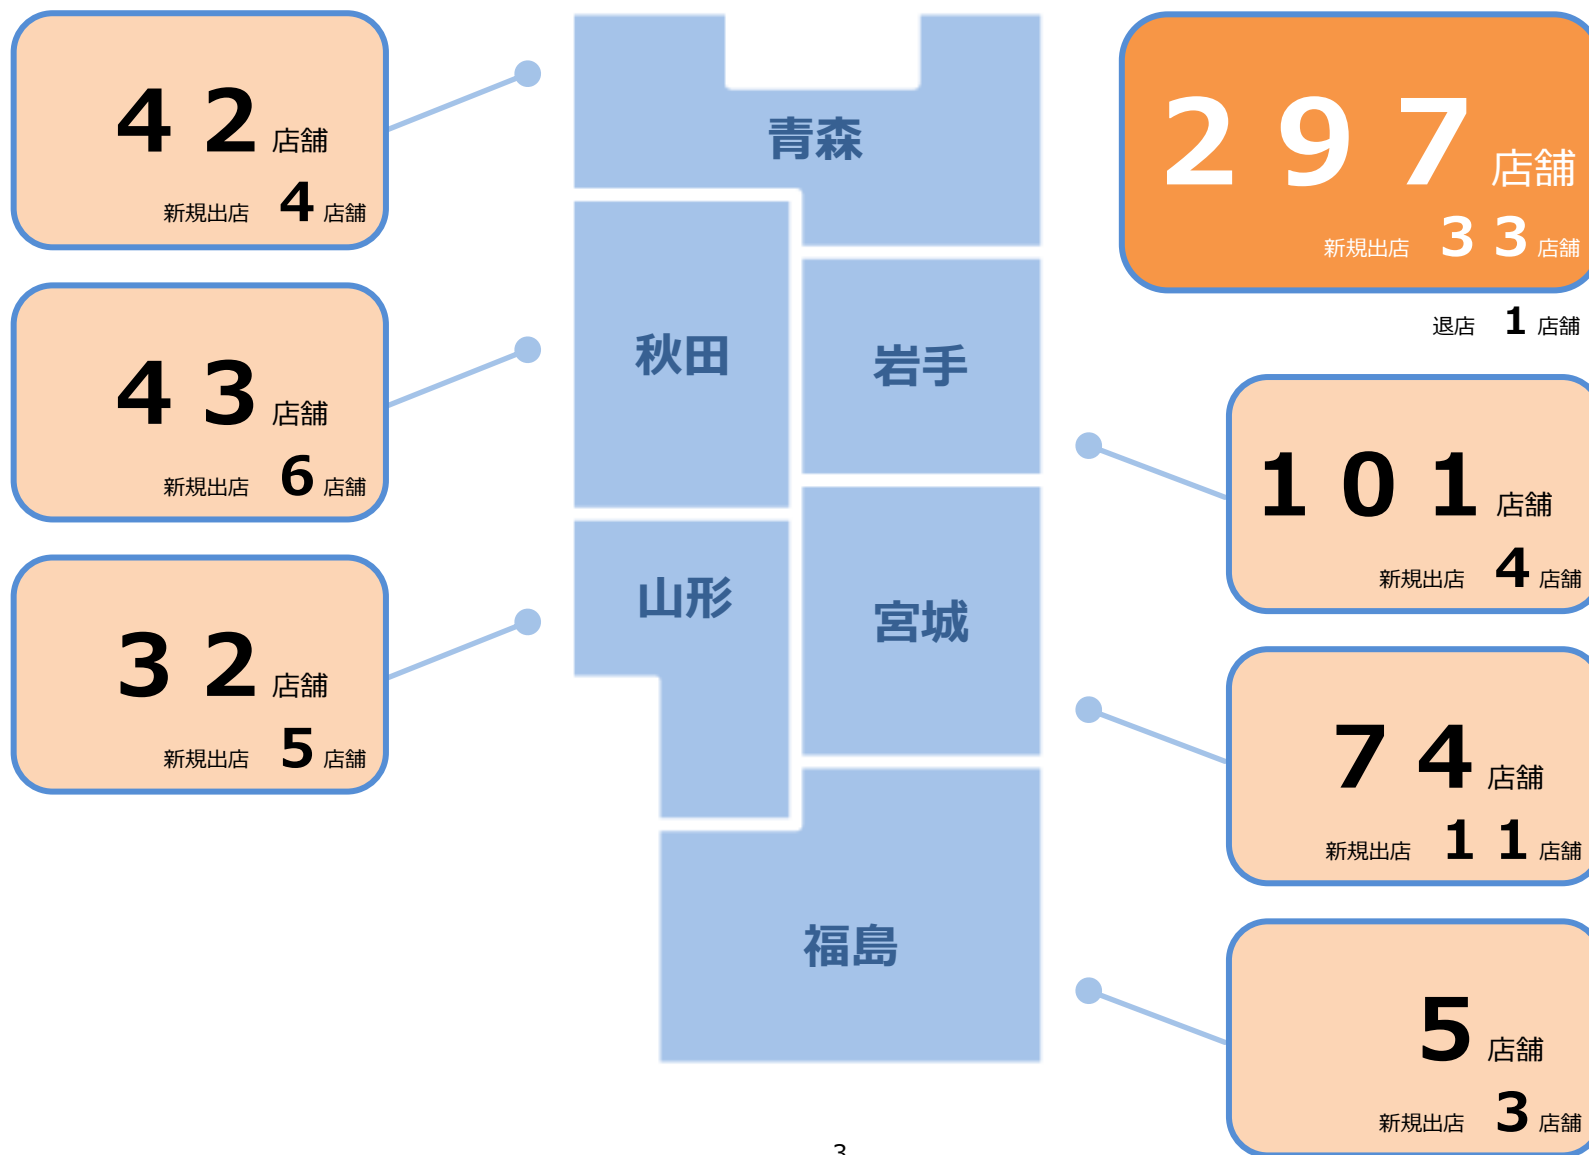 ４２店舗
新規出店　４店舗
４３店舗
新規出店　６店舗
３２店舗
新規出店　５店舗
青森
秋田
岩手
山形
宮城
福島
２９７店舗
新規出店　３３店舗
退店　１店舗
１０１店舗
新規出店　４店舗
７４店舗
新規出店　１１店舗
５店舗
新規出店　３店舗
3